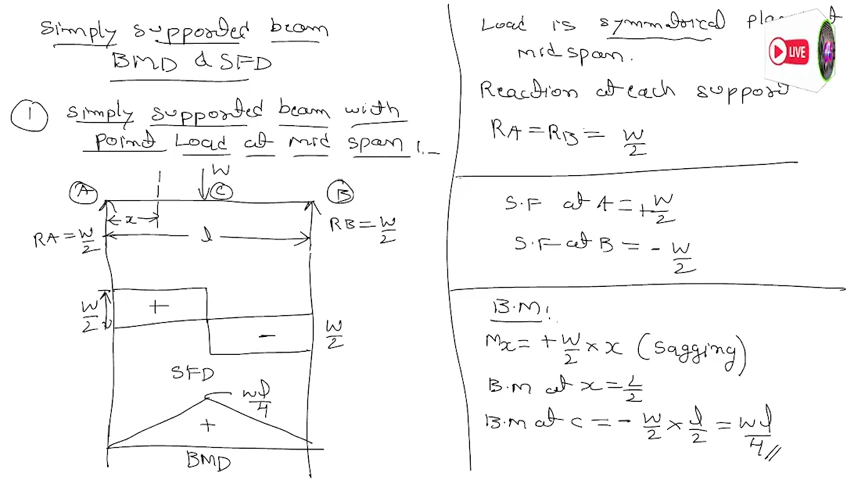 Simply supported beam
BMD & SFD
① Simply supported beam with
Point Load at mid span :-
W
A
C
B
x
RA = W/2
l
RB = W/2
W/2
+
-
W/2
SFD
wl/4
+
BMD
Load is symmetrical
midspan.
LIVE
Reaction at each support
RA = RB = W/2
S.F at A = +W/2
S.F at B = - W/2
B.M:
Mx = + W/2 × x (Sagging)
B.M at x = L/2
B.M at C = - W/2 × l/2 = wl/4 //